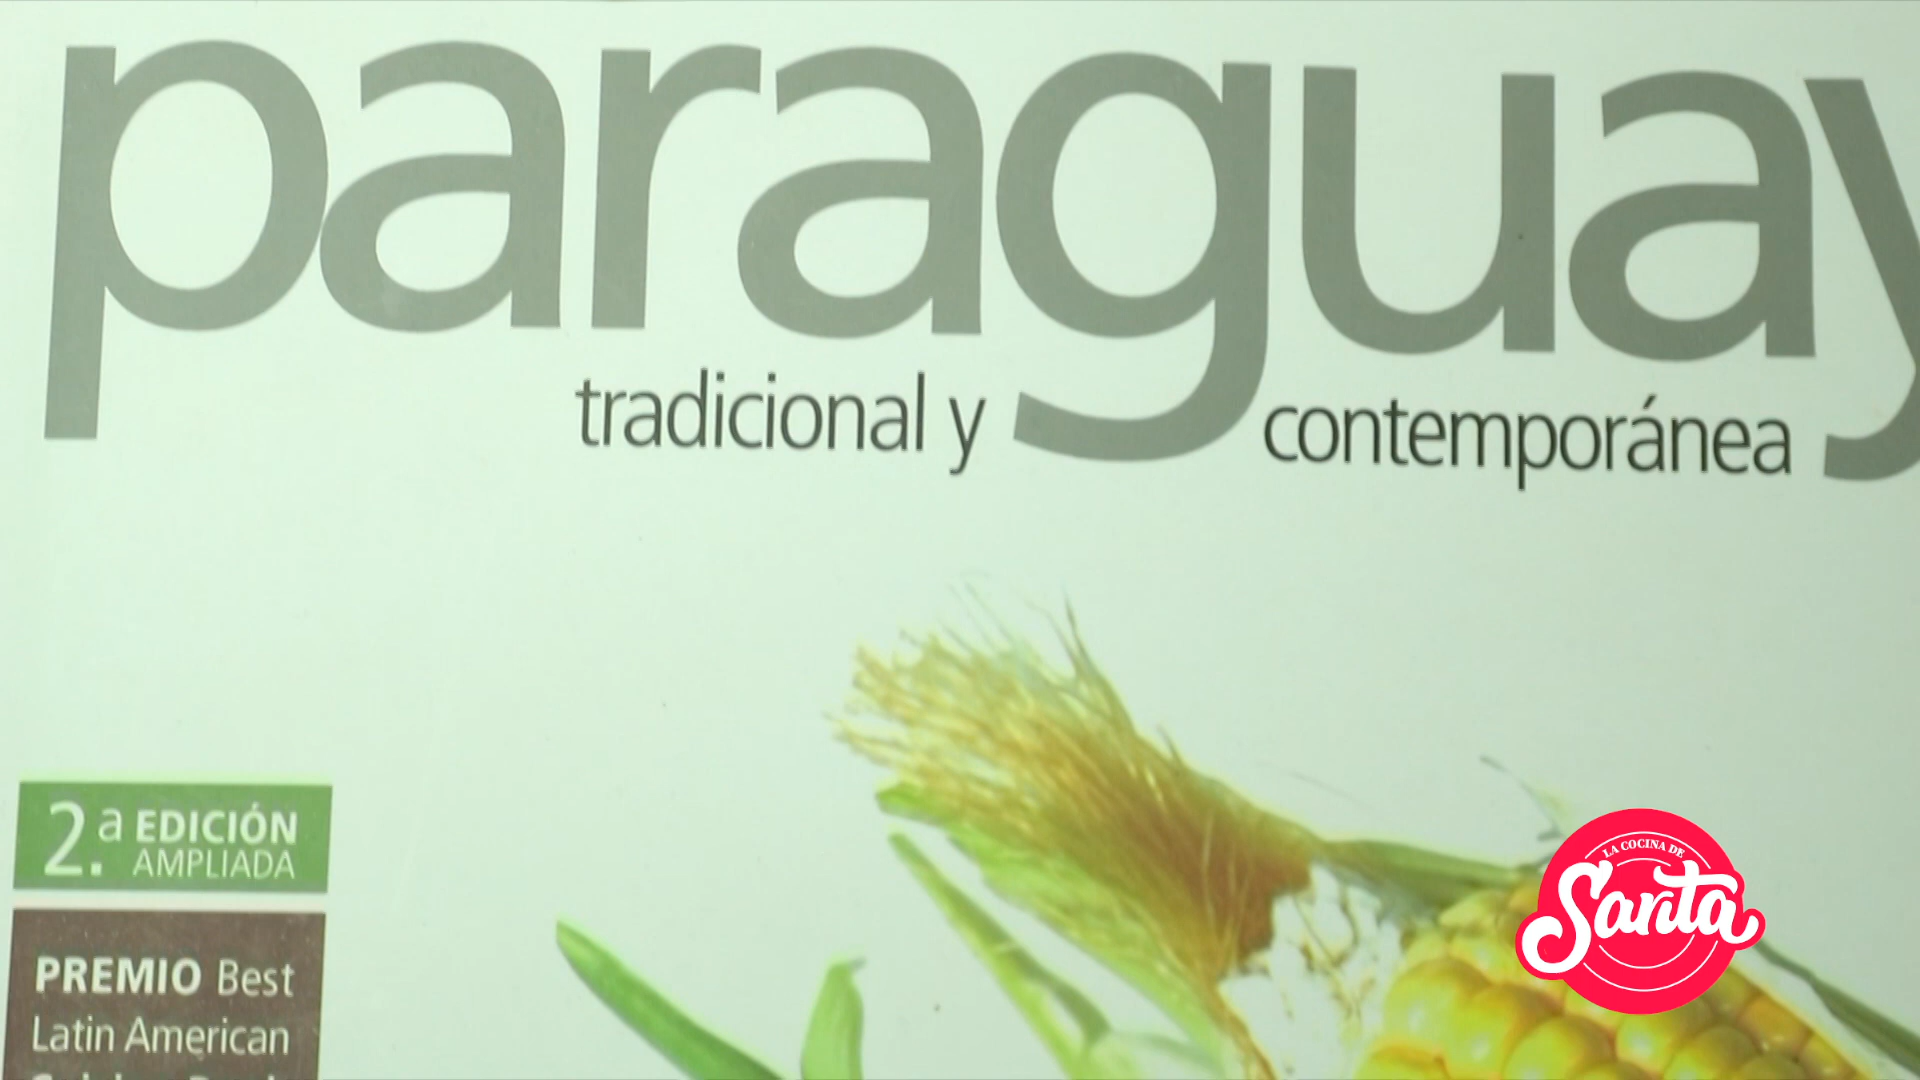 paraguay
tradicional y contemporánea
2.a EDICIÓN
AMPLIADA
PREMIO Best
Latin American
LA COCINA DE
Santa